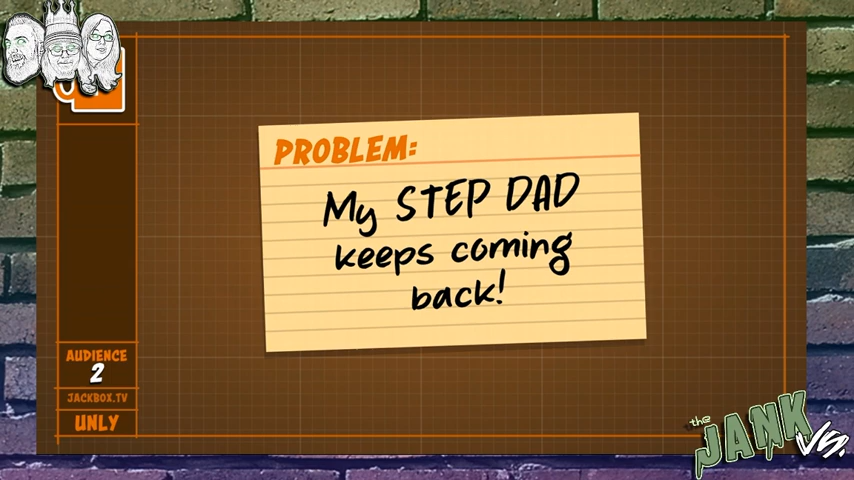 PROBLEM:
My STEP DAD
keeps coming
back!
AUDIENCE
2
JACKBOX.TV
UNLY
the
JANK
VS.